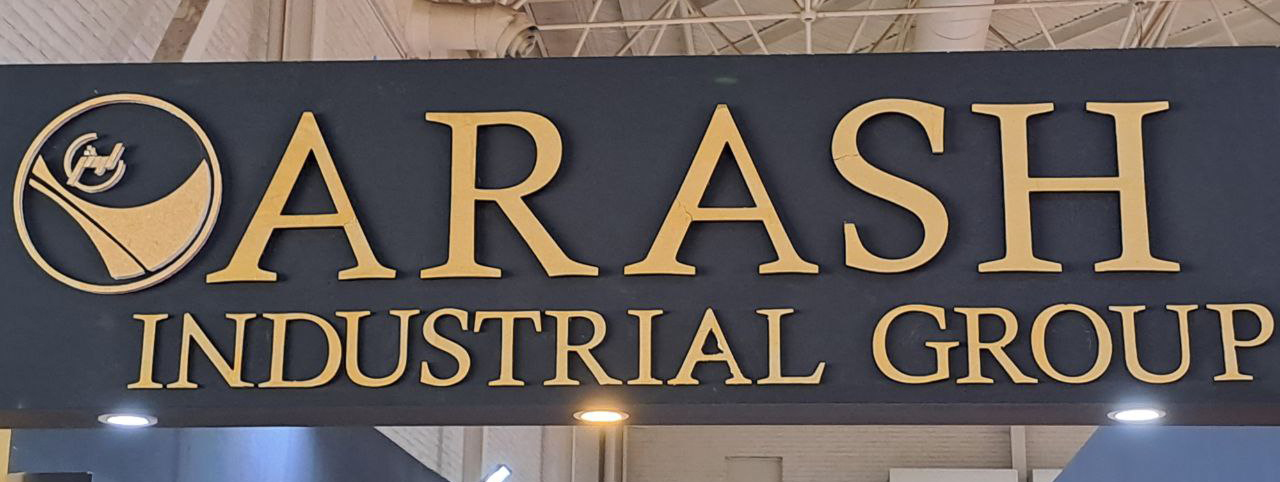 ARASH
INDUSTRIAL GROUP